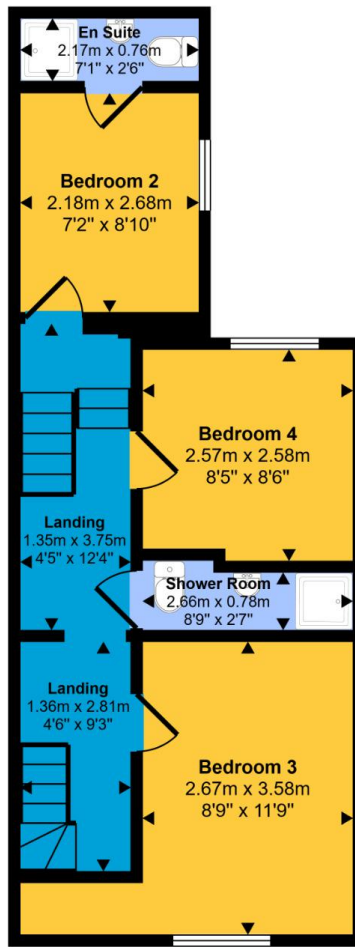 En Suite
2.17m x 0.76m
7'1" x 2'6"
Bedroom 2
2.18m x 2.68m
7'2" x 8'10"
Bedroom 4
2.57m x 2.58m
8'5" x 8'6"
Landing
1.35m x 3.75m
4'5" x 12'4"
Shower Room
2.66m x 0.78m
8'9" x 2'7"
Landing
1.36m x 2.81m
4'6" x 9'3"
Bedroom 3
2.67m x 3.58m
8'9" x 11'9"